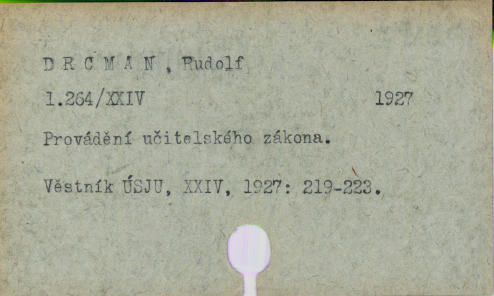 D R C M A N , Rudolf
1.264/XXIV 1927
Provádění učitelského zákona.
Věstník ÚSJU, XXIV, 1927: 219-223.